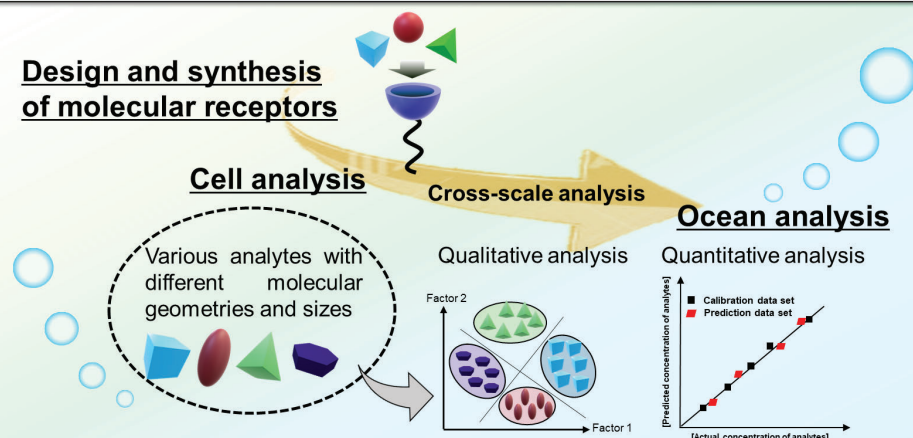 Design and synthesis
of molecular receptors
Cell analysis
Cross-scale analysis
Ocean analysis
Various analytes with
different molecular
geometries and sizes
Qualitative analysis
Factor 2
Factor 1
Quantitative analysis
[Predicted concentration of analytes]
Calibration data set
Prediction data set
[Actual concentration of analytes]